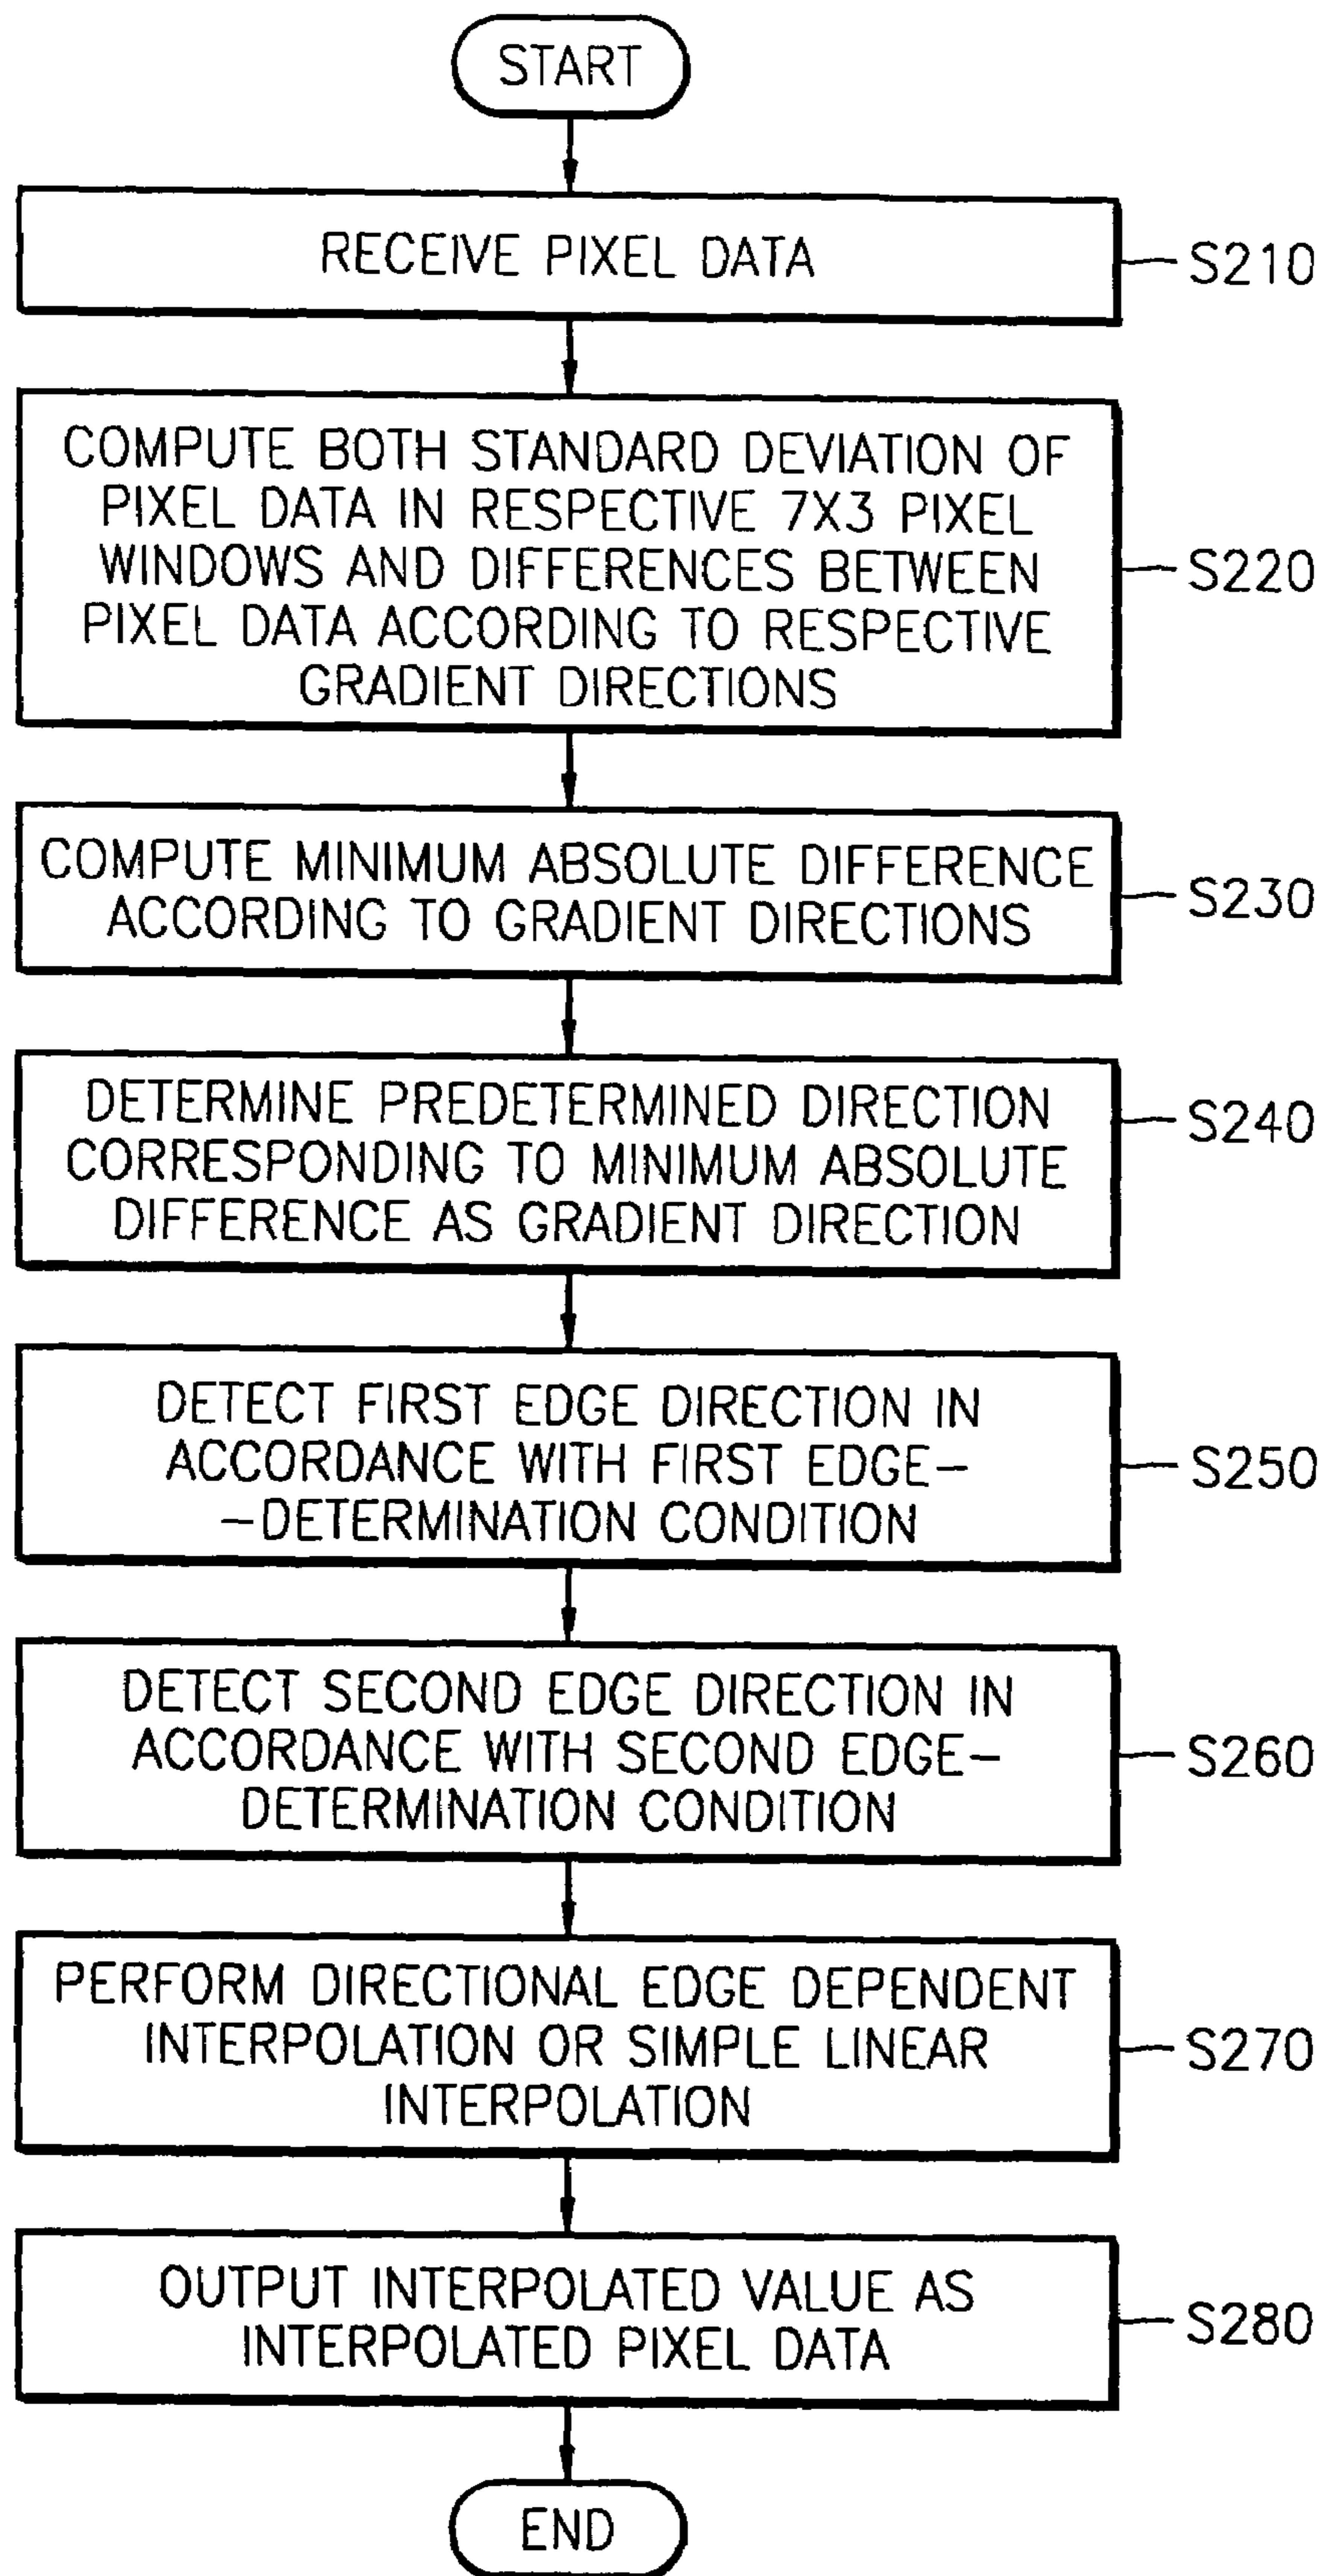 START
RECEIVE PIXEL DATA
S210
COMPUTE BOTH STANDARD DEVIATION OF
PIXEL DATA IN RESPECTIVE 7X3 PIXEL
WINDOWS AND DIFFERENCES BETWEEN
PIXEL DATA ACCORDING TO RESPECTIVE
GRADIENT DIRECTIONS
S220
COMPUTE MINIMUM ABSOLUTE DIFFERENCE
ACCORDING TO GRADIENT DIRECTIONS
S230
DETERMINE PREDETERMINED DIRECTION
CORRESPONDING TO MINIMUM ABSOLUTE
DIFFERENCE AS GRADIENT DIRECTION
S240
DETECT FIRST EDGE DIRECTION IN
ACCORDANCE WITH FIRST EDGE-
-DETERMINATION CONDITION
S250
DETECT SECOND EDGE DIRECTION IN
ACCORDANCE WITH SECOND EDGE-
DETERMINATION CONDITION
S260
PERFORM DIRECTIONAL EDGE DEPENDENT
INTERPOLATION OR SIMPLE LINEAR
INTERPOLATION
S270
OUTPUT INTERPOLATED VALUE AS
INTERPOLATED PIXEL DATA
S280
END